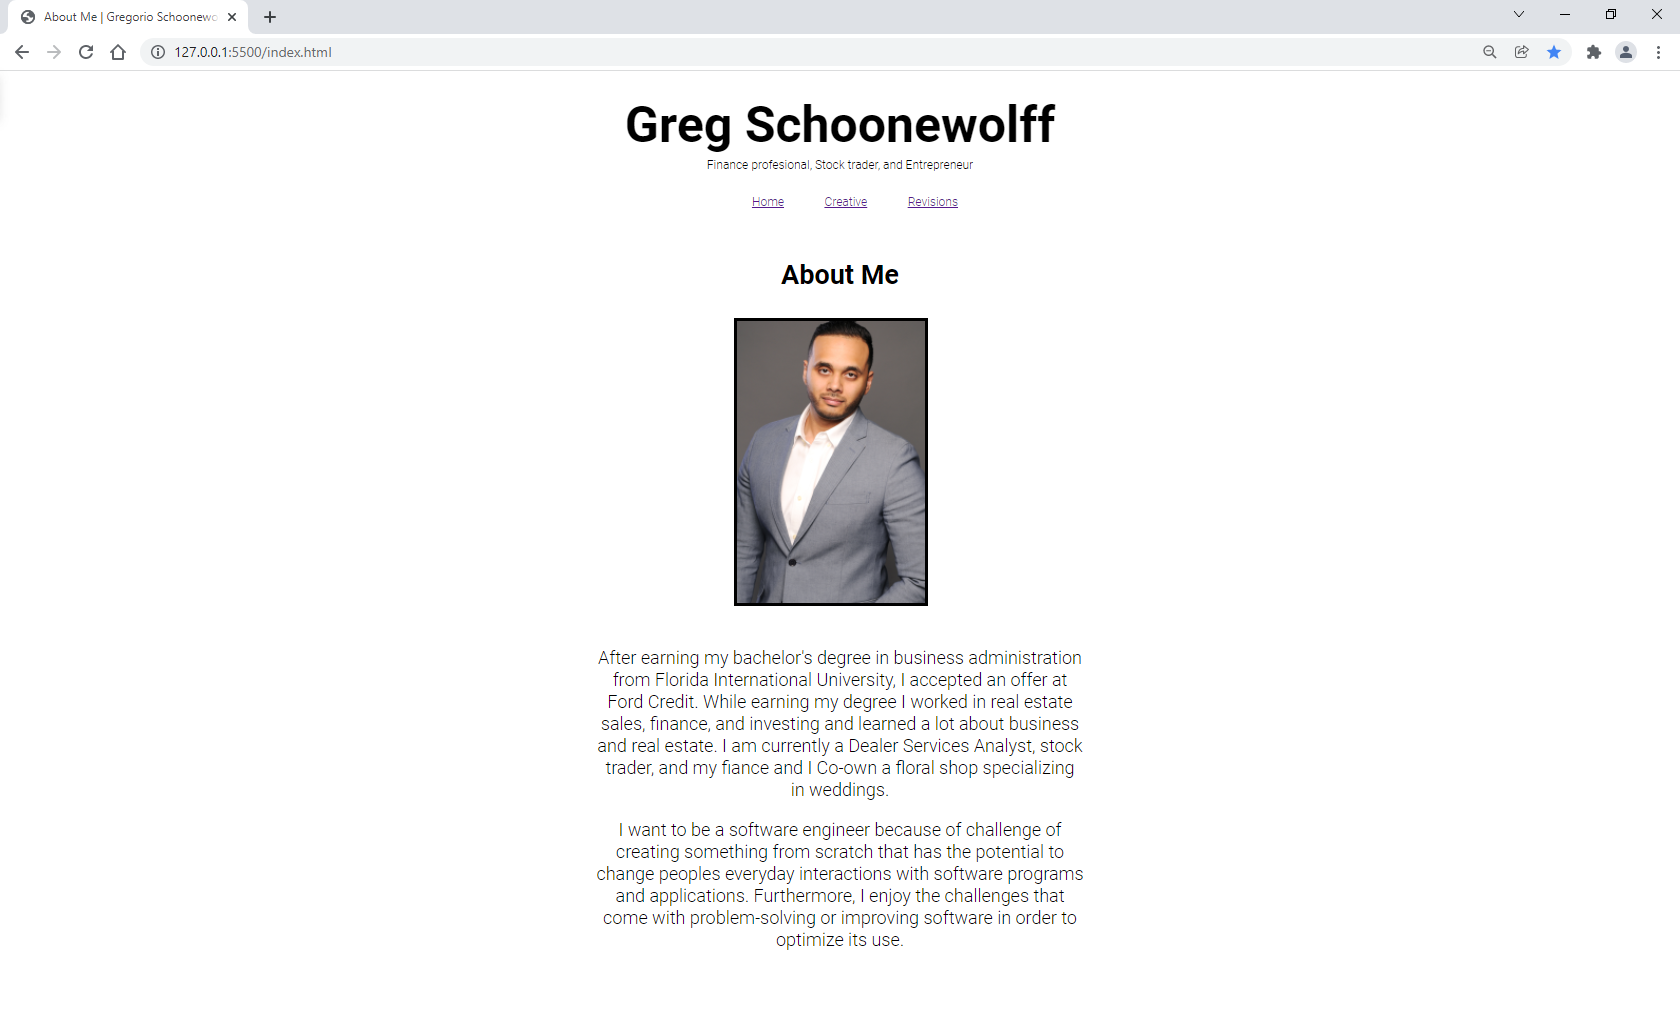 About Me | Gregorio Schoonewo
127.0.0.1:5500/index.html
Greg Schoonewolff
Finance profesional, Stock trader, and Entrepreneur
Home Creative Revisions
About Me
After earning my bachelor's degree in business administration
from Florida International University, I accepted an offer at
Ford Credit. While earning my degree I worked in real estate
sales, finance, and investing and learned a lot about business
and real estate. I am currently a Dealer Services Analyst, stock
trader, and my fiance and I Co-own a floral shop specializing
in weddings.
I want to be a software engineer because of challenge of
creating something from scratch that has the potential to
change peoples everyday interactions with software programs
and applications. Furthermore, I enjoy the challenges that
come with problem-solving or improving software in order to
optimize its use.